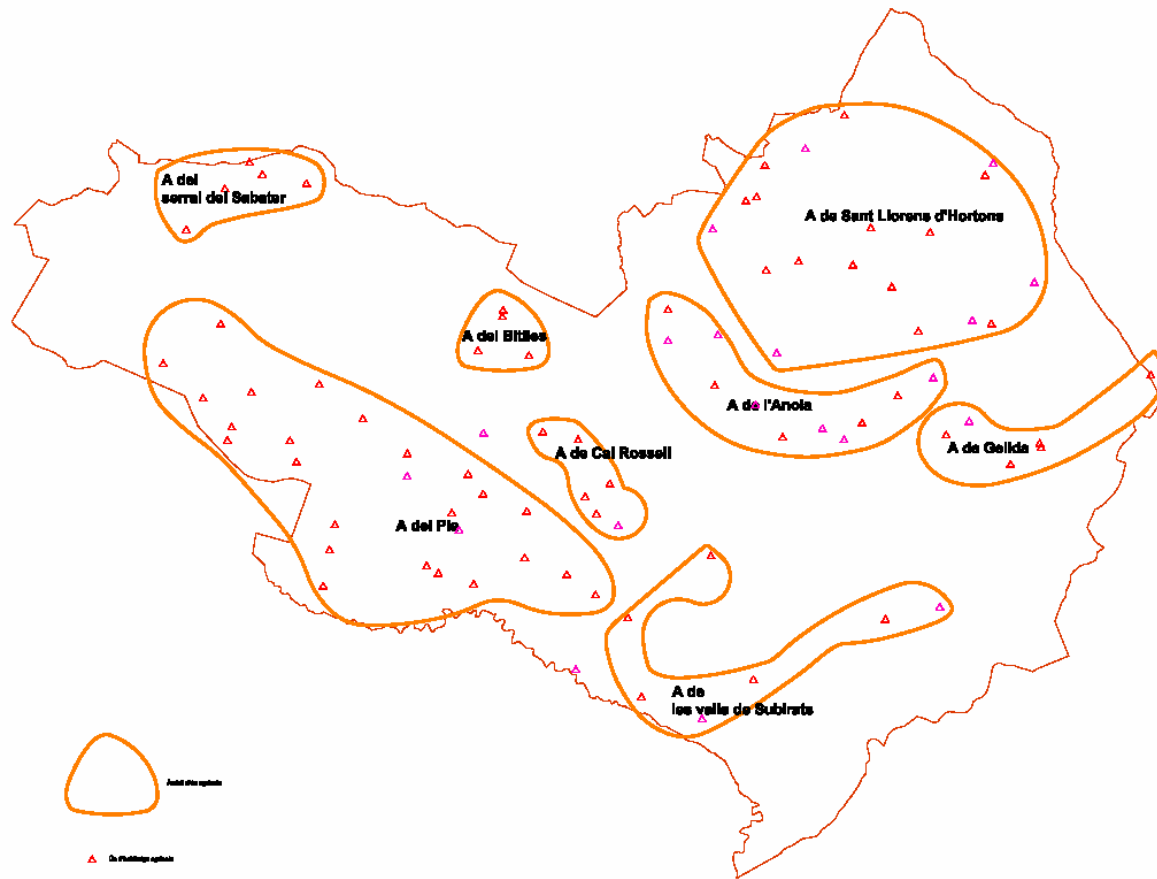 A del
serral del Sabater
A de Sant Llorens d'Hortons
A del Bitlles
A de l'Anoia
A de Cal Rossell
A de Gelida
A del Pla
A de
les valls de Subirats